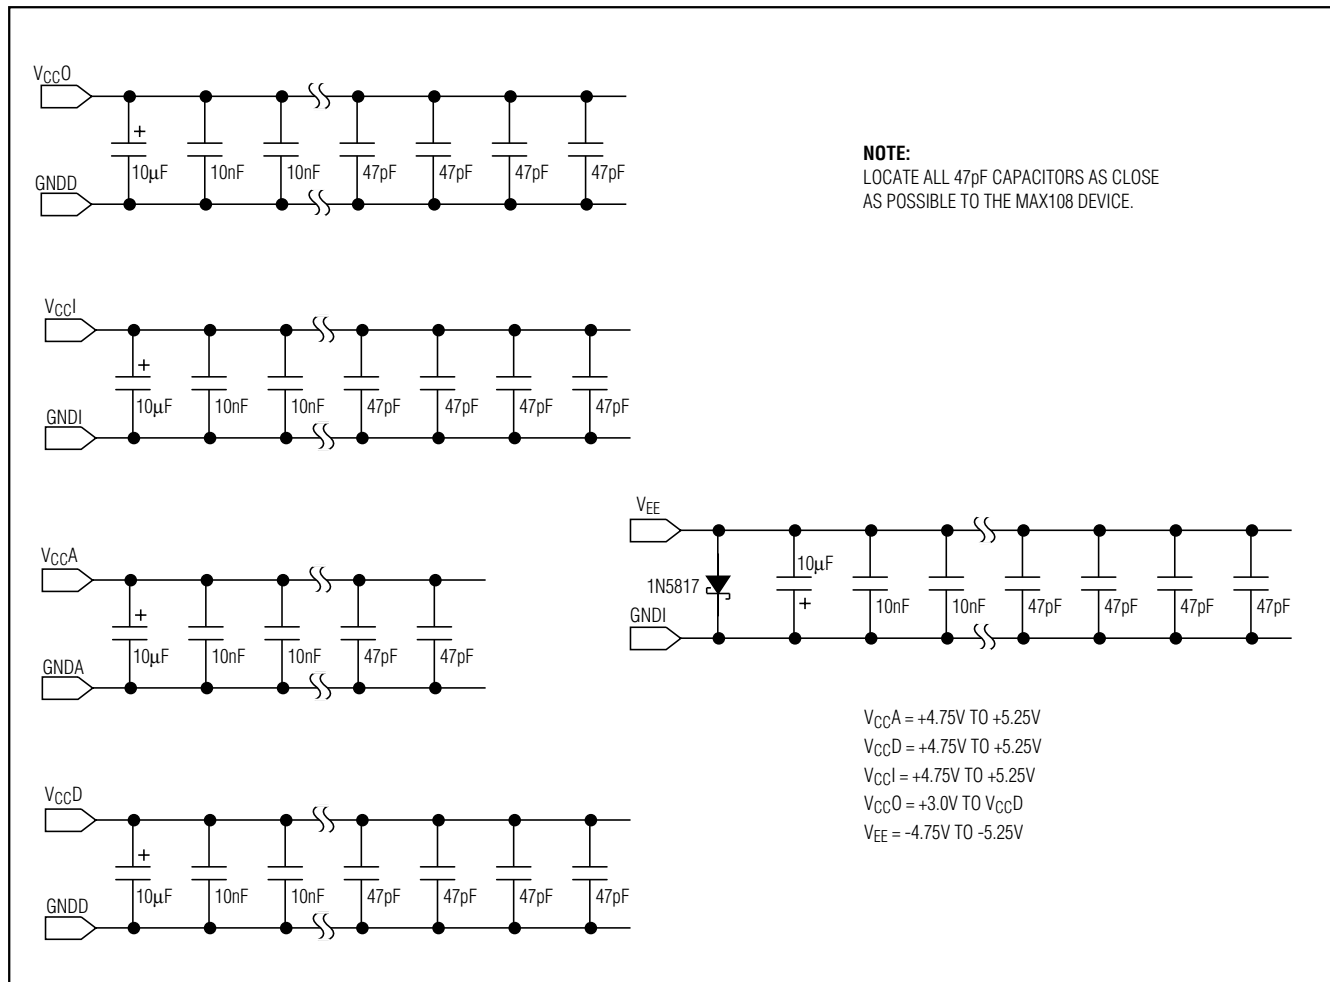 VCCO
+
10μF 10nF 10nF 47pF 47pF 47pF 47pF
GNDD
NOTE:
LOCATE ALL 47pF CAPACITORS AS CLOSE
AS POSSIBLE TO THE MAX108 DEVICE.
VCCI
+
10μF 10nF 10nF 47pF 47pF 47pF 47pF
GNDI
VCCA
+
10μF 10nF 10nF 47pF 47pF
GNDA
VEE
10μF
1N5817
+
10nF 10nF 47pF 47pF 47pF 47pF
GNDI
VCCD
+
10μF 10nF 10nF 47pF 47pF 47pF 47pF
GNDD
VCCA = +4.75V TO +5.25V
VCCD = +4.75V TO +5.25V
VCCI = +4.75V TO +5.25V
VCCO = +3.0V TO VCCD
VEE = -4.75V TO -5.25V